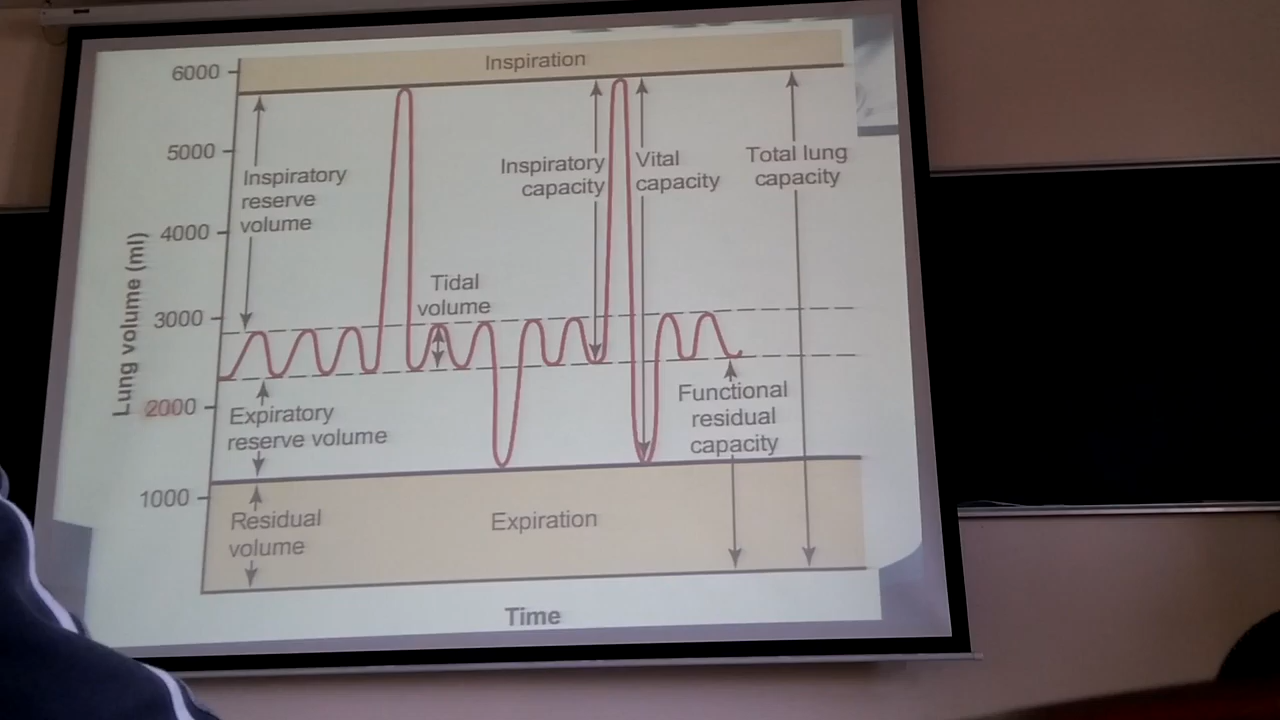 Inspiration
6000
5000
4000
3000
2000
1000
Lung volume (ml)
Inspiratory
reserve
volume
Tidal
volume
Inspiratory
capacity
Vital
capacity
Total lung
capacity
Expiratory
reserve volume
Functional
residual
capacity
Residual
volume
Expiration
Time